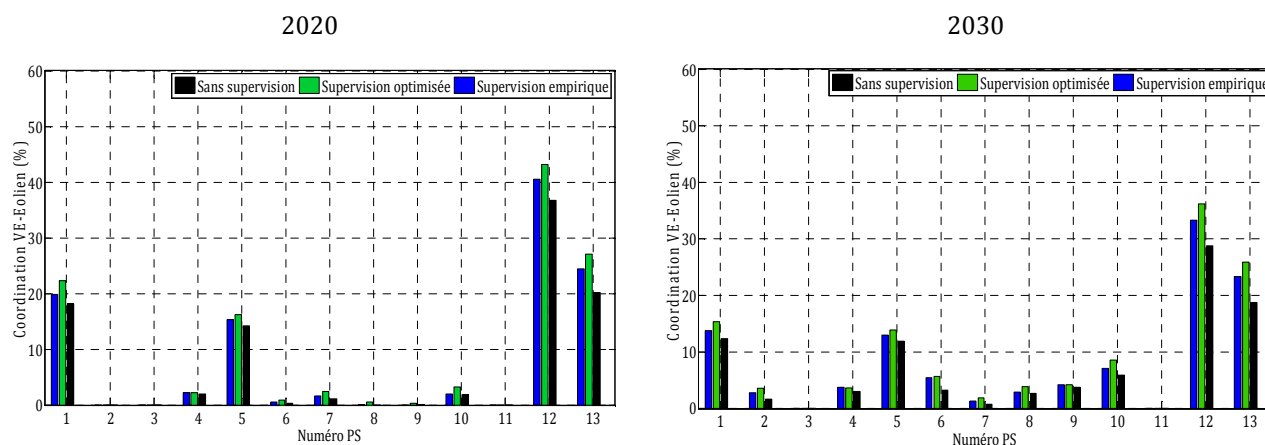 2020
60
50
40
30
20
10
0
Coordination VE-Eolien (%)
Sans supervision Supervision optimisée Supervision empirique
1 2 3 4 5 6 7 8 9 10 11 12 13
Numéro PS
2030
60
50
40
30
20
10
0
Coordination VE-Eolien (%)
Sans supervision Supervision optimisée Supervision empirique
1 2 3 4 5 6 7 8 9 10 11 12 13
Numéro PS